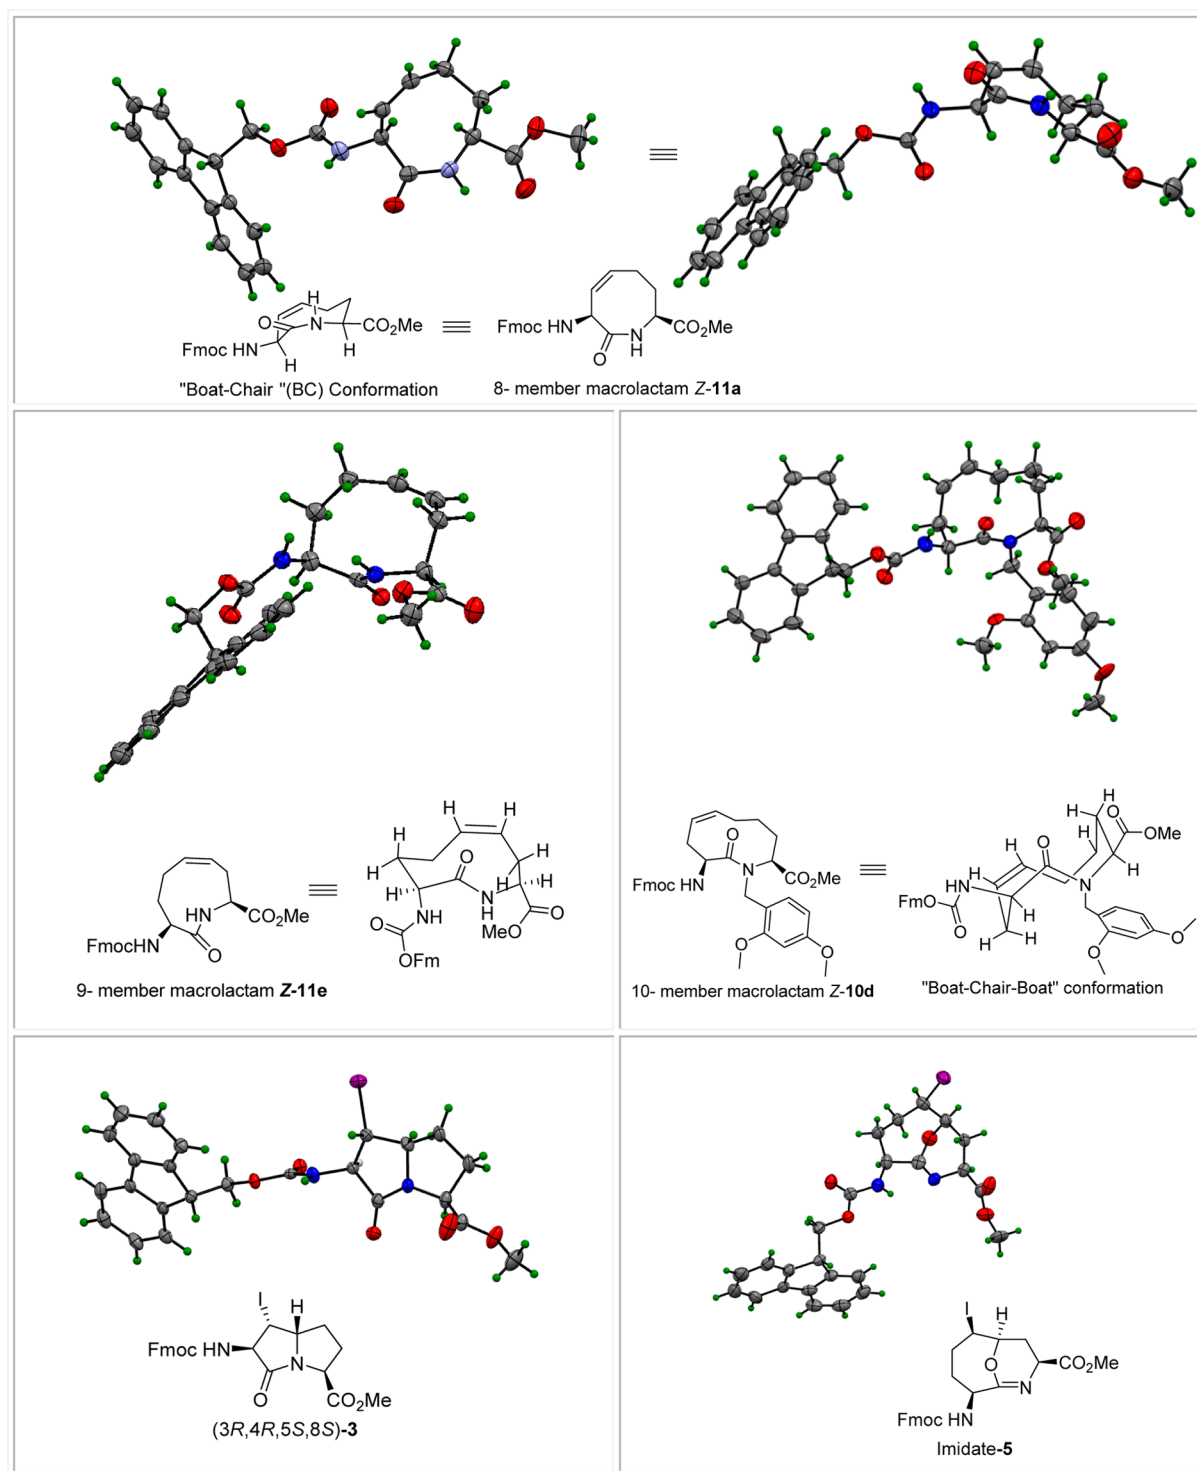 H
O
N
CO₂Me
Fmoc HN
H
H
"Boat-Chair "(BC) Conformation
Fmoc HN
CO₂Me
N
H
O
8- member macrolactam Z-11a
HN
CO₂Me
FmocHN
O
9- member macrolactam Z-11e
H H
H
H
O
H
H
H
N
H
H
NH
MeO
O
O
OFm
O
Fmoc HN
N
CO₂Me
O
O
10- member macrolactam Z-10d
H
H
H
O
OMe
O
H
HN
H
N
FmO
O
H
H
O
O
"Boat-Chair-Boat" conformation
I
H
Fmoc HN
N
O
CO₂Me
(3R,4R,5S,8S)-3
I
H
O
CO₂Me
N
Fmoc HN
Imidate-5